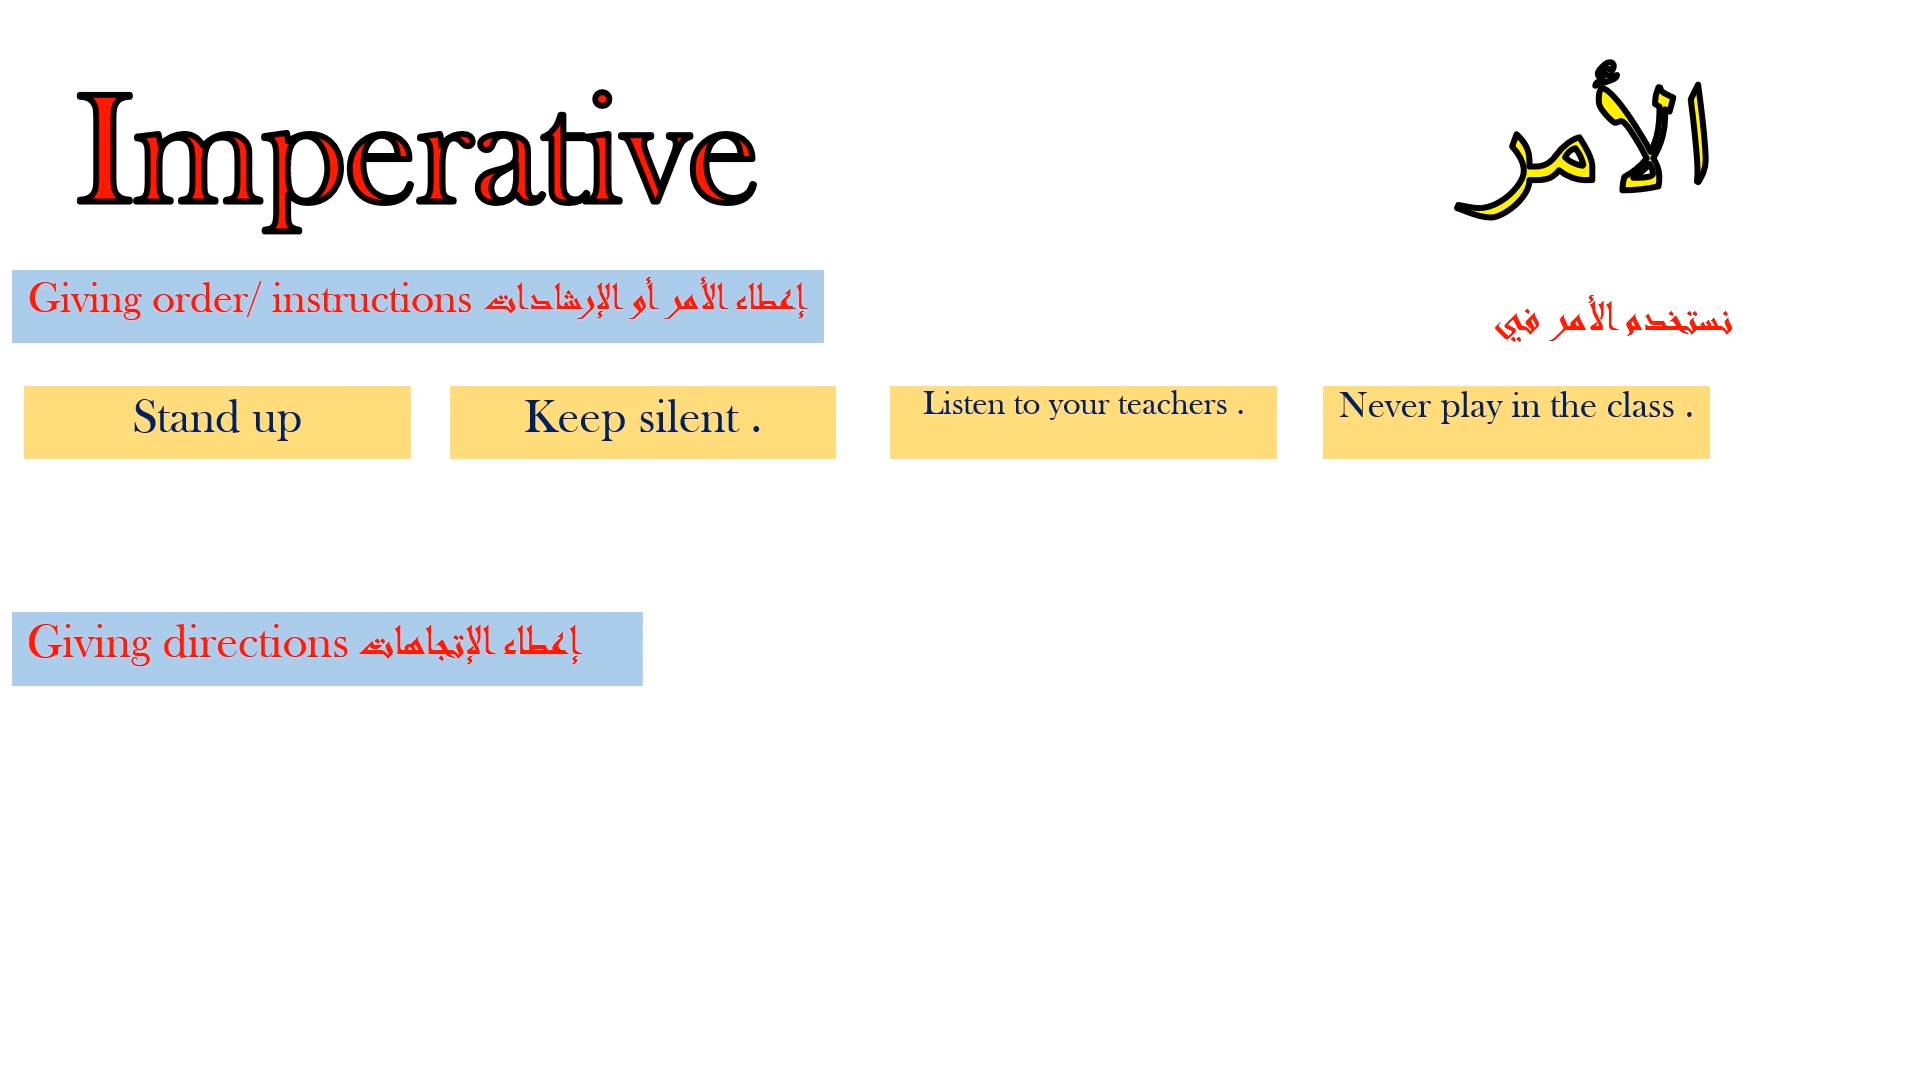 Imperative
الأمر
Giving order/ instructions إعطاء الأمر أو الإرشادات
نستخدم الأمر في
Stand up
Keep silent .
Listen to your teachers .
Never play in the class .
Giving directions إعطاء الإتجاهات